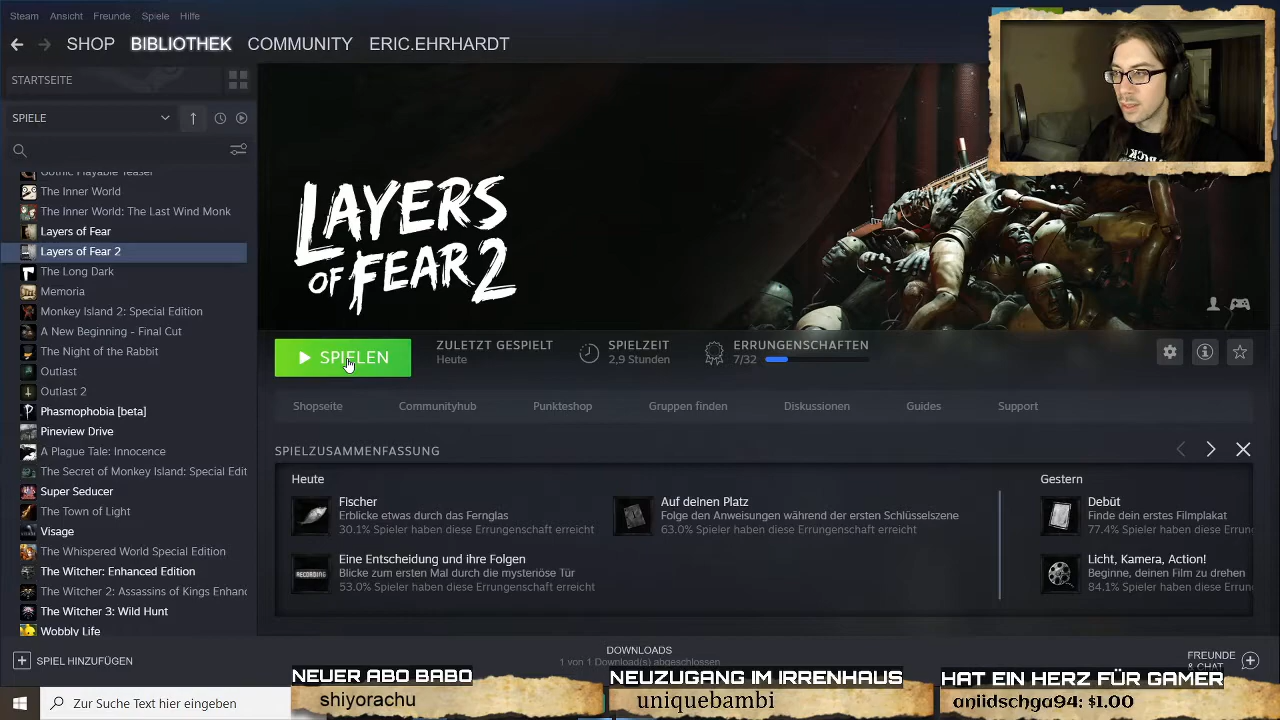 Steam Ansicht Freunde Spiele Hilfe
SHOP BIBLIOTHEK COMMUNITY ERIC.EHRHARDT
STARTSEITE
SPIELE
Gothic Playable Teaser
The Inner World
The Inner World: The Last Wind Monk
Layers of Fear
Layers of Fear 2
The Long Dark
Memoria
Monkey Island 2: Special Edition
A New Beginning - Final Cut
The Night of the Rabbit
Outlast
Outlast 2
Phasmophobia [beta]
Pineview Drive
A Plague Tale: Innocence
The Secret of Monkey Island: Special Edit
Super Seducer
The Town of Light
Visage
The Whispered World Special Edition
The Witcher: Enhanced Edition
The Witcher 2: Assassins of Kings Enhanc
The Witcher 3: Wild Hunt
Wobbly Life
SPIEL HINZUFÜGEN
LAYERS
OF FEAR 2
SPIELEN
ZULETZT GESPIELT
Heute
SPIELZEIT
2,9 Stunden
ERRUNGENSCHAFTEN
7/32
Shopseite Communityhub Punkteshop Gruppen finden Diskussionen Guides Support
SPIELZUSAMMENFASSUNG
Heute
Fischer
Erblicke etwas durch das Fernglas
30.1% Spieler haben diese Errungenschaft erreicht
Eine Entscheidung und ihre Folgen
Blicke zum ersten Mal durch die mysteriöse Tür
53.0% Spieler haben diese Errungenschaft erreicht
RECORDING
Auf deinen Platz
Folge den Anweisungen während der ersten Schlüsselszene
63.0% Spieler haben diese Errungenschaft erreicht
Gestern
Debüt
Finde dein erstes Filmplakat
77.4% Spieler haben diese Errungenschaft
Licht, Kamera, Action!
Beginne, deinen Film zu drehen
84.1% Spieler haben diese Errungenschaft
DOWNLOADS
1 von 1 Download(s) abgeschlossen
FREUNDE
& CHAT
Zur Suche Text hier eingeben
NEUER ABO BABO
shiyorachu
NEUZUGANG IM IRRENHAUS
uniquebambi
HAT EIN HERZ FÜR GAMER
aniidschga94: $1.00